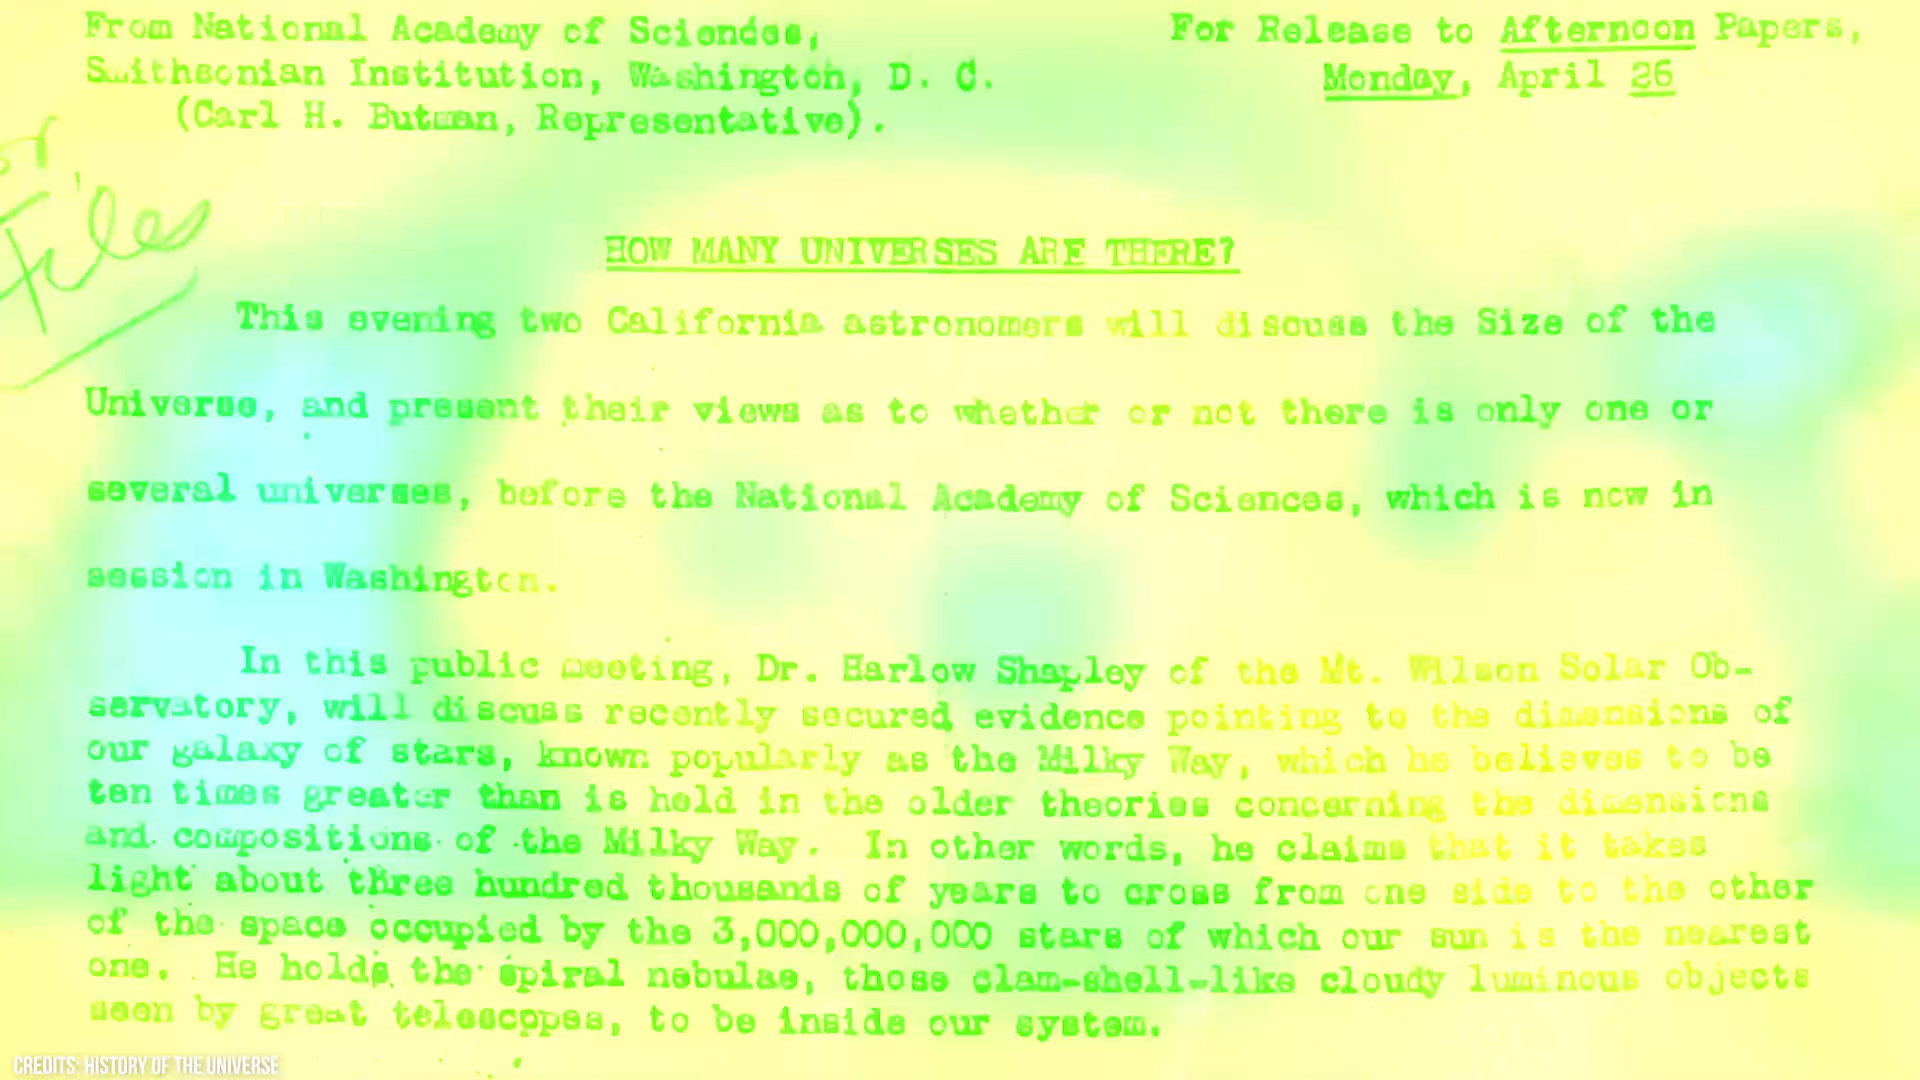 From National Academy of Sciences,
Smithsonian Institution, Washington, D. C.
(Carl H. Butman, Representative).
For Release to Afternoon Papers,
Monday, April 26
or
Files
HOW MANY UNIVERSES ARE THERE?
This evening two California astronomers will discuss the Size of the
Universe, and present their views as to whether or not there is only one or
several universes, before the National Academy of Sciences, which is now in
session in Washington.
In this public meeting, Dr. Harlow Shapley of the Mt. Wilson Solar Ob-
servatory, will discuss recently secured evidence pointing to the dimensions of
our galaxy of stars, known popularly as the Milky Way, which he believes to be
ten times greater than is held in the older theories concerning the dimensions
and compositions of the Milky Way. In other words, he claims that it takes
light about three hundred thousands of years to cross from one side to the other
of the space occupied by the 3,000,000,000 stars of which our sun is the nearest
one. He holds the spiral nebulae, those clam-shell-like cloudy luminous objects
seen by great telescopes, to be inside our system.
CREDITS: HISTORY OF THE UNIVERSE